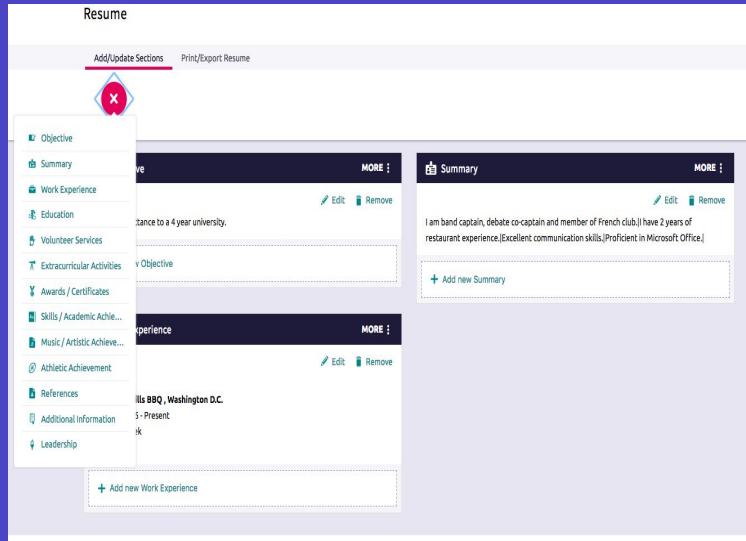 Resume
Add/Update Sections Print/Export Resume
x
Objective
Summary
Work Experience
Education
Volunteer Services
Extracurricular Activities
Awards / Certificates
Skills / Academic Achie...
Music / Artistic Achieve...
Athletic Achievement
References
Additional Information
Leadership
ve MORE
Edit Remove
tance to a 4 year university.
v Objective
Summary MORE
Edit Remove
I am band captain, debate co-captain and member of French club.|I have 2 years of
restaurant experience.|Excellent communication skills.|Proficient in Microsoft Office.|
+ Add new Summary
xperience MORE
Edit Remove
lls BBQ , Washington D.C.
- Present
ek
+ Add new Work Experience